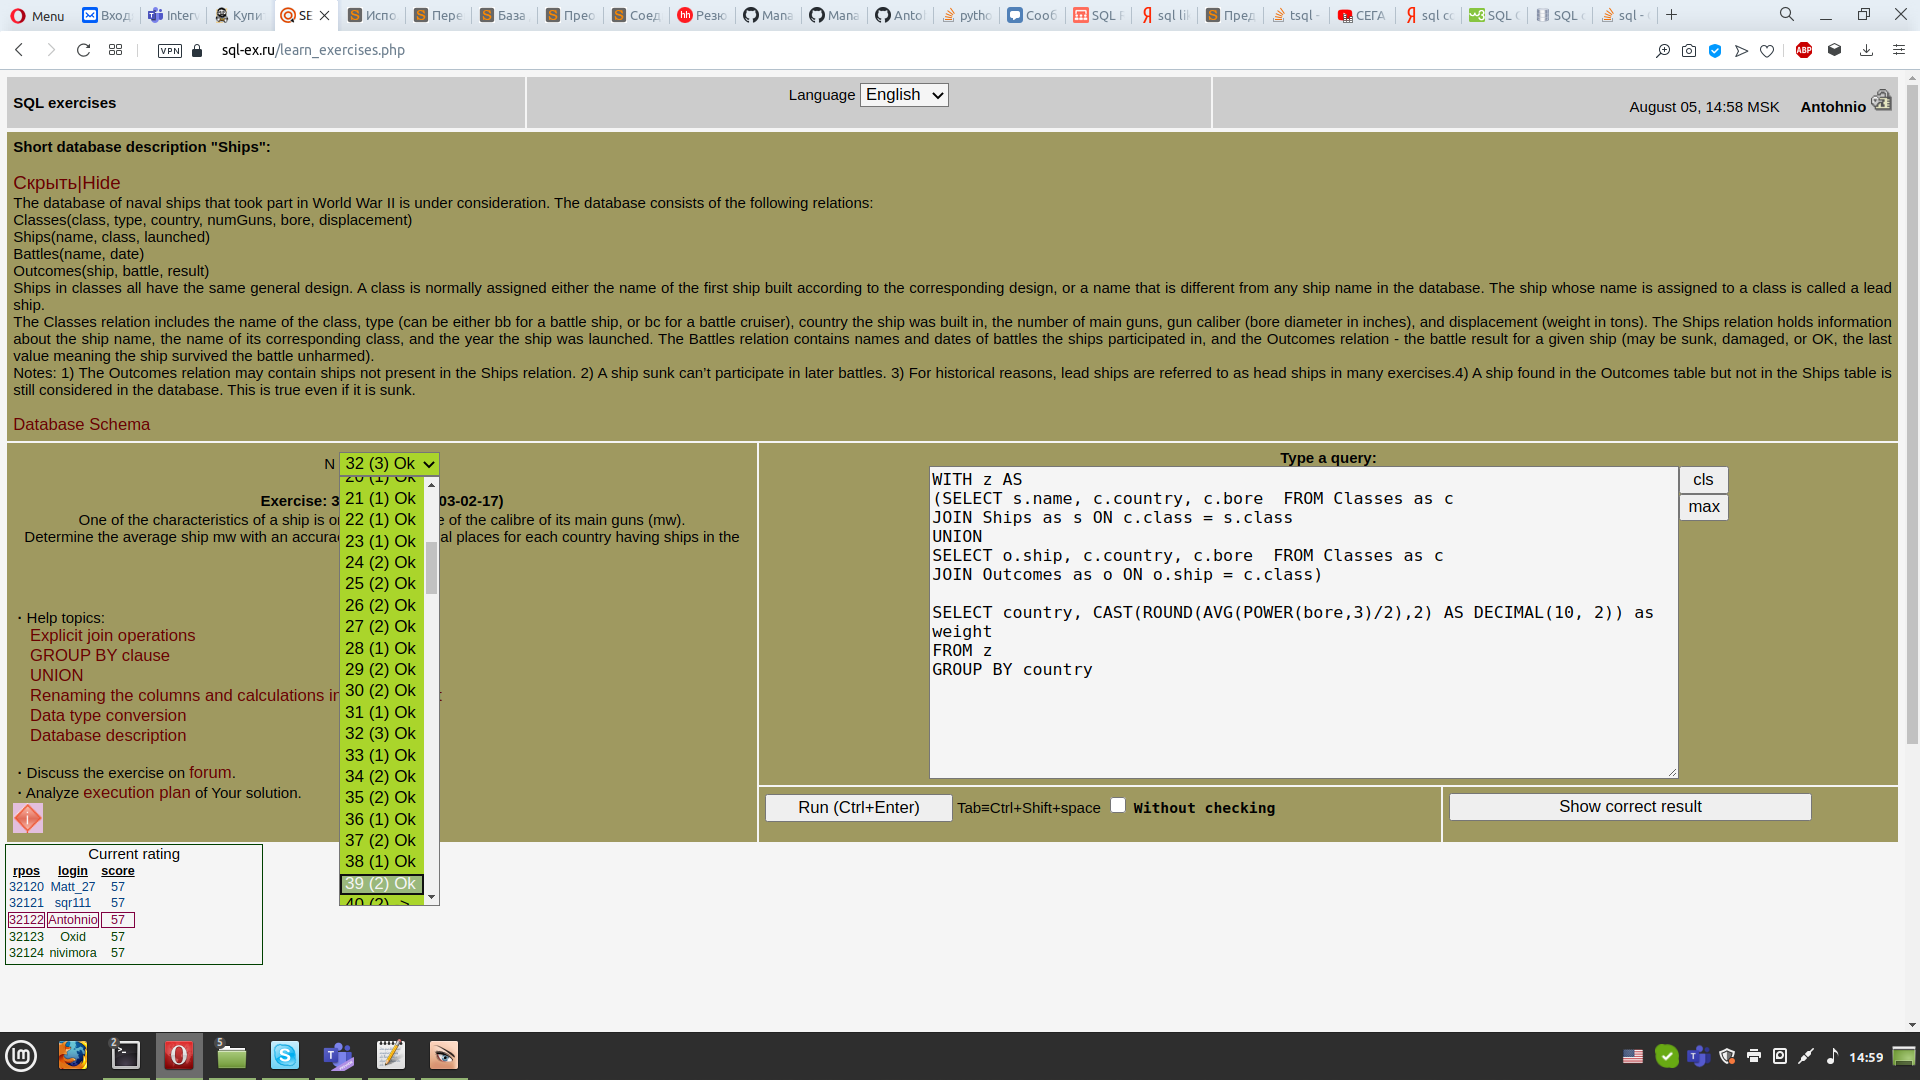 Menu
Вход
Interv
Купи
SE
Испо
Пере
База
Прео
Соед
Резю
Mana
Mana
Anto
pytho
Сооб
SQL F
sql lik
Пред
tsql -
СЕГА
sql co
SQL
SQL
sql -
VPN
sql-ex.ru/learn_exercises.php
ABP
SQL exercises
Language English
August 05, 14:58 MSK Antohnio
Short database description "Ships":
Скрыть|Hide
The database of naval ships that took part in World War II is under consideration. The database consists of the following relations:
Classes(class, type, country, numGuns, bore, displacement)
Ships(name, class, launched)
Battles(name, date)
Outcomes(ship, battle, result)
Ships in classes all have the same general design. A class is normally assigned either the name of the first ship built according to the corresponding design, or a name that is different from any ship name in the database. The ship whose name is assigned to a class is called a lead
ship.
The Classes relation includes the name of the class, type (can be either bb for a battle ship, or bc for a battle cruiser), country the ship was built in, the number of main guns, gun caliber (bore diameter in inches), and displacement (weight in tons). The Ships relation holds information
about the ship name, the name of its corresponding class, and the year the ship was launched. The Battles relation contains names and dates of battles the ships participated in, and the Outcomes relation - the battle result for a given ship (may be sunk, damaged, or OK, the last
value meaning the ship survived the battle unharmed).
Notes: 1) The Outcomes relation may contain ships not present in the Ships relation. 2) A ship sunk can't participate in later battles. 3) For historical reasons, lead ships are referred to as head ships in many exercises.4) A ship found in the Outcomes table but not in the Ships table is
still considered in the database. This is true even if it is sunk.
Database Schema
N 32 (3) Ok
20 (1) Ok
21 (1) Ok
22 (1) Ok
23 (1) Ok
24 (2) Ok
25 (2) Ok
26 (2) Ok
27 (2) Ok
28 (1) Ok
29 (2) Ok
30 (2) Ok
31 (1) Ok
32 (3) Ok
33 (1) Ok
34 (2) Ok
35 (2) Ok
36 (1) Ok
37 (2) Ok
38 (1) Ok
39 (2) Ok
40 (2) ->
Exercise: 3 03-02-17)
One of the characteristics of a ship is on e of the calibre of its main guns (mw).
Determine the average ship mw with an accura al places for each country having ships in the
· Help topics:
Explicit join operations
GROUP BY clause
UNION
Renaming the columns and calculations in t
Data type conversion
Database description
· Discuss the exercise on forum.
· Analyze execution plan of Your solution.
Type a query:
WITH z AS
(SELECT s.name, c.country, c.bore  FROM Classes as c
JOIN Ships as s ON c.class = s.class
UNION
SELECT o.ship, c.country, c.bore  FROM Classes as c
JOIN Outcomes as o ON o.ship = c.class)
SELECT country, CAST(ROUND(AVG(POWER(bore,3)/2),2) AS DECIMAL(10, 2)) as
weight
FROM z
GROUP BY country
cls
max
Run (Ctrl+Enter) Tab≡Ctrl+Shift+space Without checking
Show correct result
Current rating
rpos login score
32120 Matt_27 57
32121 sqr111 57
32122 Antohnio 57
32123 Oxid 57
32124 nivimora 57
2
5
14:59